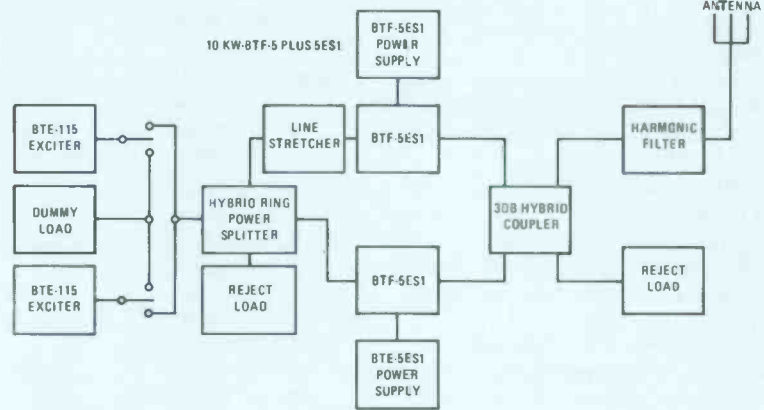 ANTENNA
10 KW-BTF-5 PLUS 5ES1
BTF-5ES1
POWER
SUPPLY
BTE-115
EXCITER
LINE
STRETCHER
BTF-5ES1
HARMONIC
FILTER
DUMMY
LOAD
HYBRID RING
POWER
SPLITTER
3DB HYBRID
COUPLER
BTE-115
EXCITER
REJECT
LOAD
BTF-5ES1
REJECT
LOAD
BTE-5ES1
POWER
SUPPLY